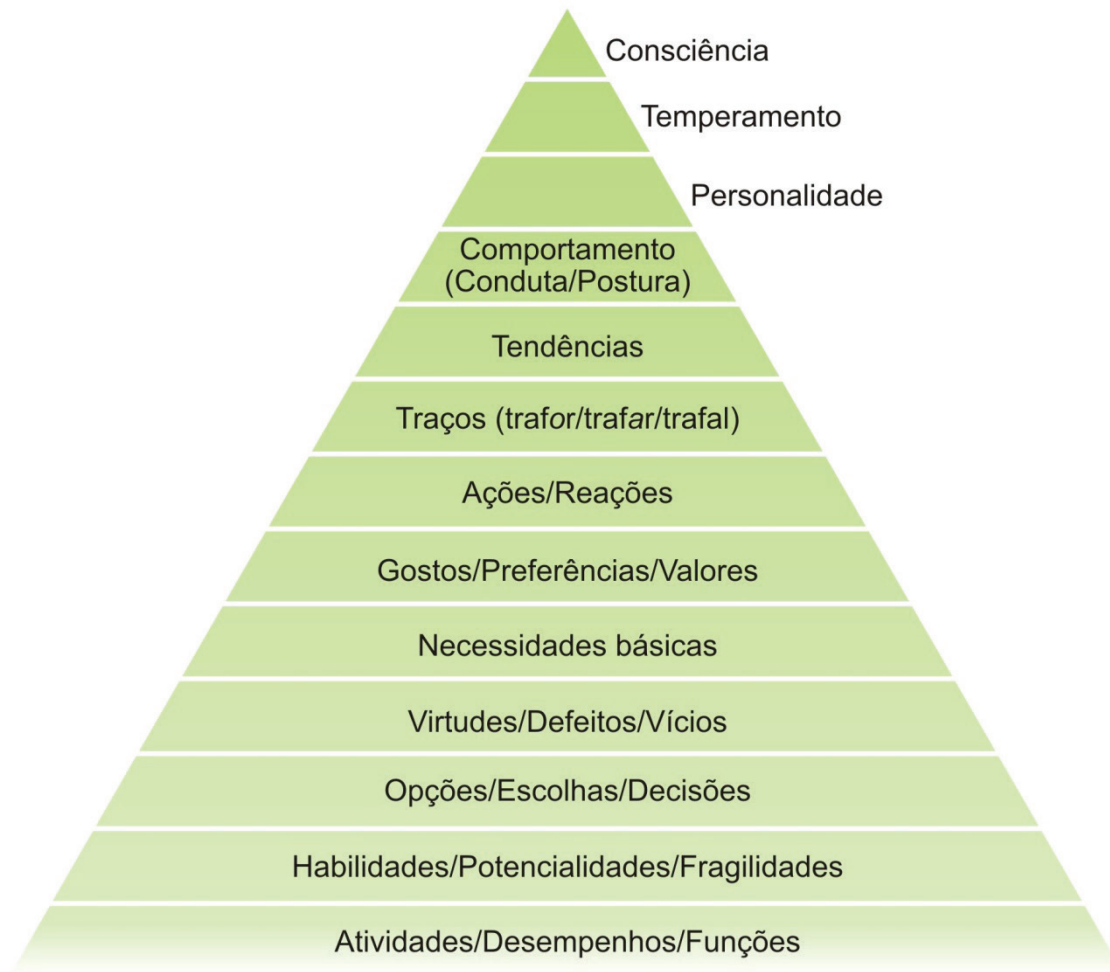 Consciência
Temperamento
Personalidade
Comportamento
(Conduta/Postura)
Tendências
Traços (trafor/trafar/trafal)
Ações/Reações
Gostos/Preferências/Valores
Necessidades básicas
Virtudes/Defeitos/Vícios
Opções/Escolhas/Decisões
Habilidades/Potencialidades/Fragilidades
Atividades/Desempenhos/Funções